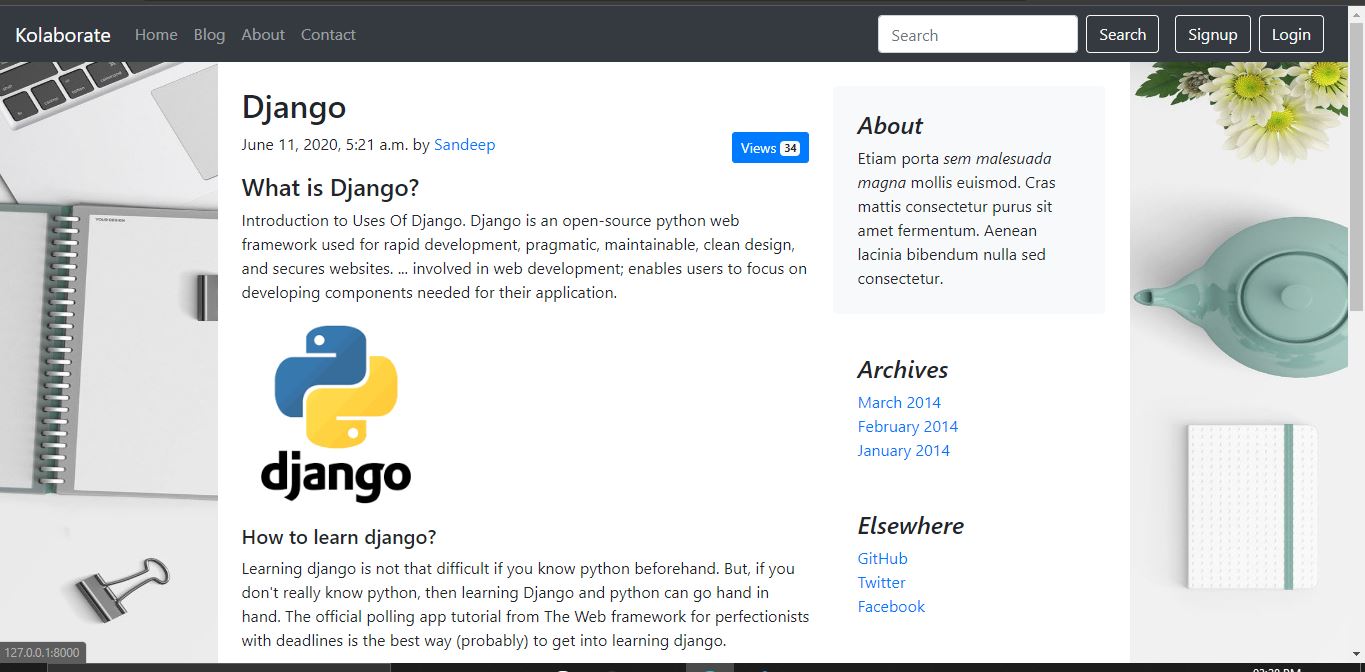 Kolaborate Home Blog About Contact Search Search Signup Login
Django
June 11, 2020, 5:21 a.m. by Sandeep
Views 34
What is Django?
Introduction to Uses Of Django. Django is an open-source python web
framework used for rapid development, pragmatic, maintainable, clean design,
and secures websites. ... involved in web development; enables users to focus on
developing components needed for their application.
django
How to learn django?
Learning django is not that difficult if you know python beforehand. But, if you
don't really know python, then learning Django and python can go hand in
hand. The official polling app tutorial from The Web framework for perfectionists
with deadlines is the best way (probably) to get into learning django.
About
Etiam porta sem malesuada
magna mollis euismod. Cras
mattis consectetur purus sit
amet fermentum. Aenean
lacinia bibendum nulla sed
consectetur.
Archives
March 2014
February 2014
January 2014
Elsewhere
GitHub
Twitter
Facebook
YOUR DESIGN
127.0.0.1:8000